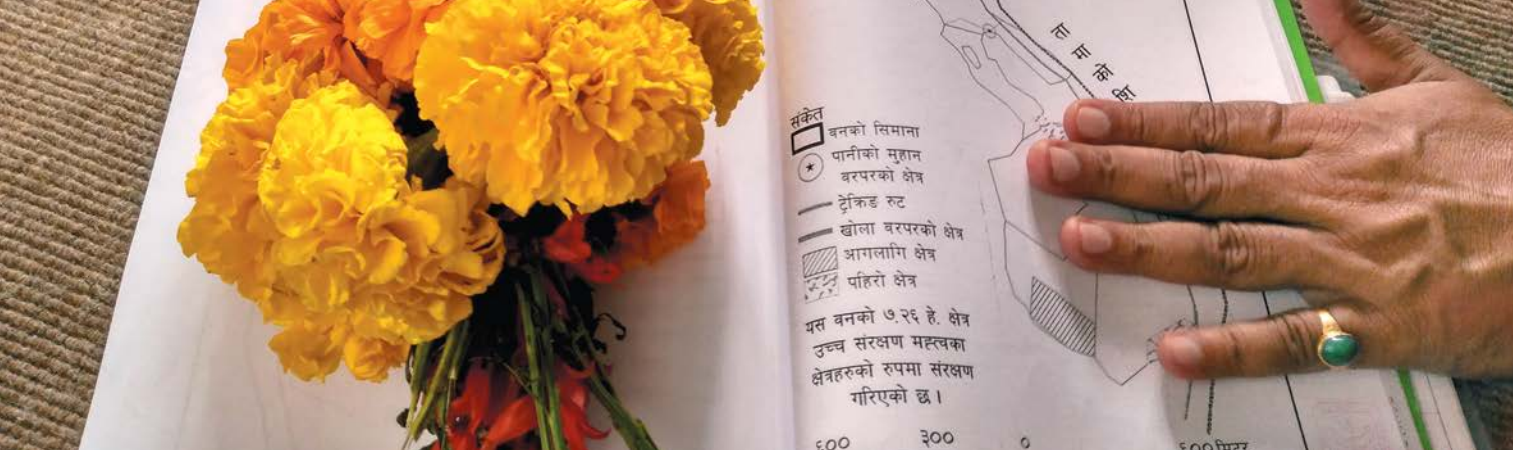 ता मा को शि
संकेत
वनको सिमाना
पानीको मुहान
वरपरको क्षेत्र
ट्रेकिङ रुट
खोला वरपरको क्षेत्र
आगलागि क्षेत्र
पहिरो क्षेत्र
यस वनको ७.२६ हे. क्षेत्र
उच्च संरक्षण महत्त्वका
क्षेत्रहरुको रुपमा संरक्षण
गरिएको छ।
६०० ३०० ० ६०० मिटर